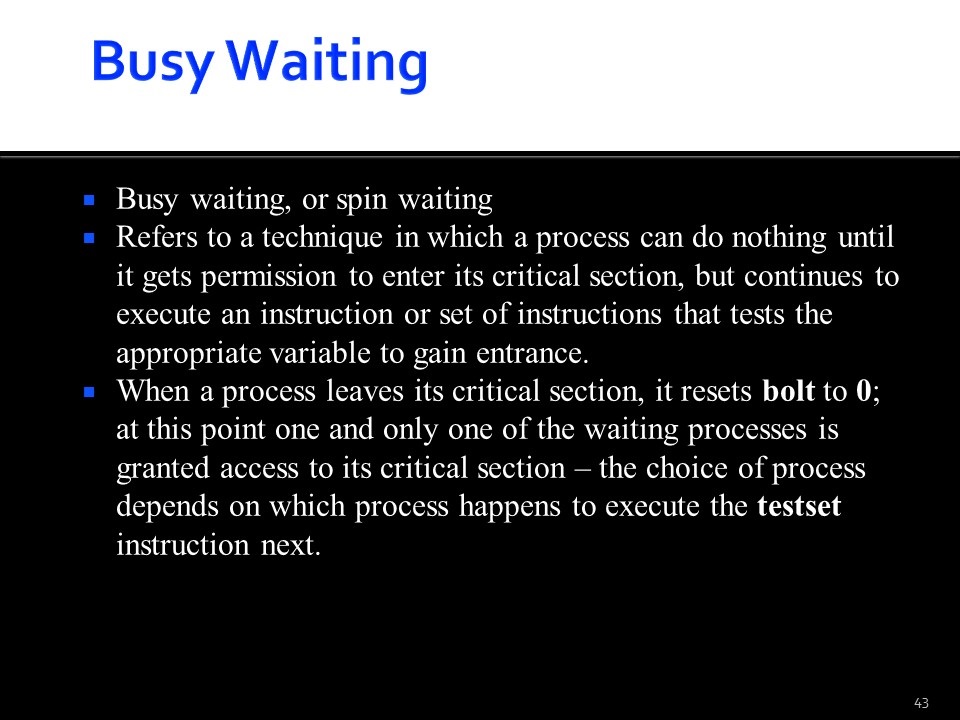 Busy Waiting
Busy waiting, or spin waiting
Refers to a technique in which a process can do nothing until
it gets permission to enter its critical section, but continues to
execute an instruction or set of instructions that tests the
appropriate variable to gain entrance.
When a process leaves its critical section, it resets bolt to 0;
at this point one and only one of the waiting processes is
granted access to its critical section – the choice of process
depends on which process happens to execute the testset
instruction next.
43